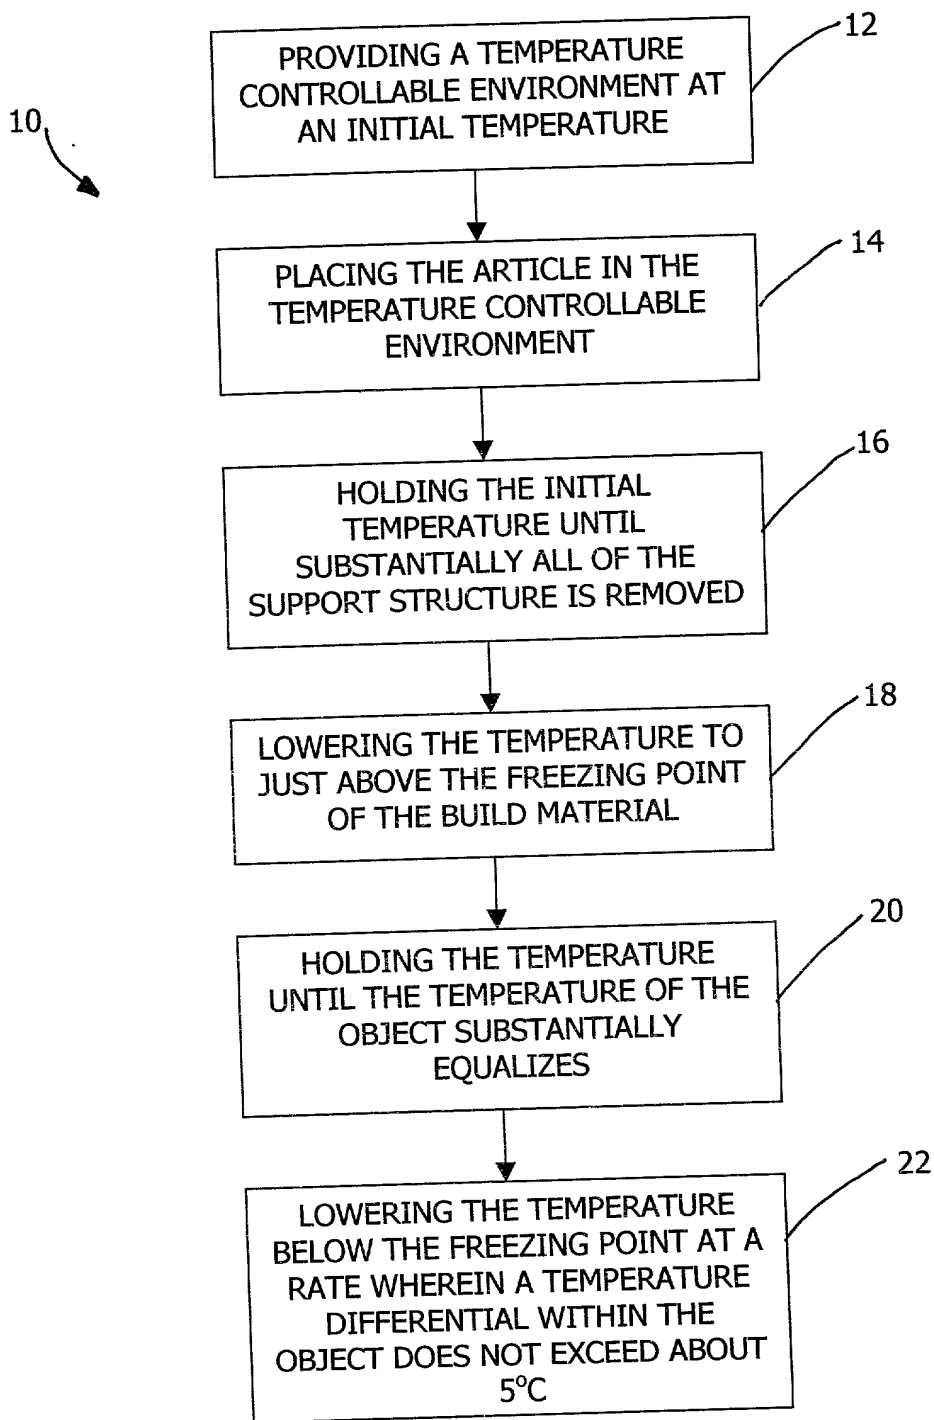 12
PROVIDING A TEMPERATURE
CONTROLLABLE ENVIRONMENT AT
AN INITIAL TEMPERATURE
10
14
PLACING THE ARTICLE IN THE
TEMPERATURE CONTROLLABLE
ENVIRONMENT
16
HOLDING THE INITIAL
TEMPERATURE UNTIL
SUBSTANTIALLY ALL OF THE
SUPPORT STRUCTURE IS REMOVED
18
LOWERING THE TEMPERATURE TO
JUST ABOVE THE FREEZING POINT
OF THE BUILD MATERIAL
20
HOLDING THE TEMPERATURE
UNTIL THE TEMPERATURE OF THE
OBJECT SUBSTANTIALLY
EQUALIZES
22
LOWERING THE TEMPERATURE
BELOW THE FREEZING POINT AT A
RATE WHEREIN A TEMPERATURE
DIFFERENTIAL WITHIN THE
OBJECT DOES NOT EXCEED ABOUT
5°C